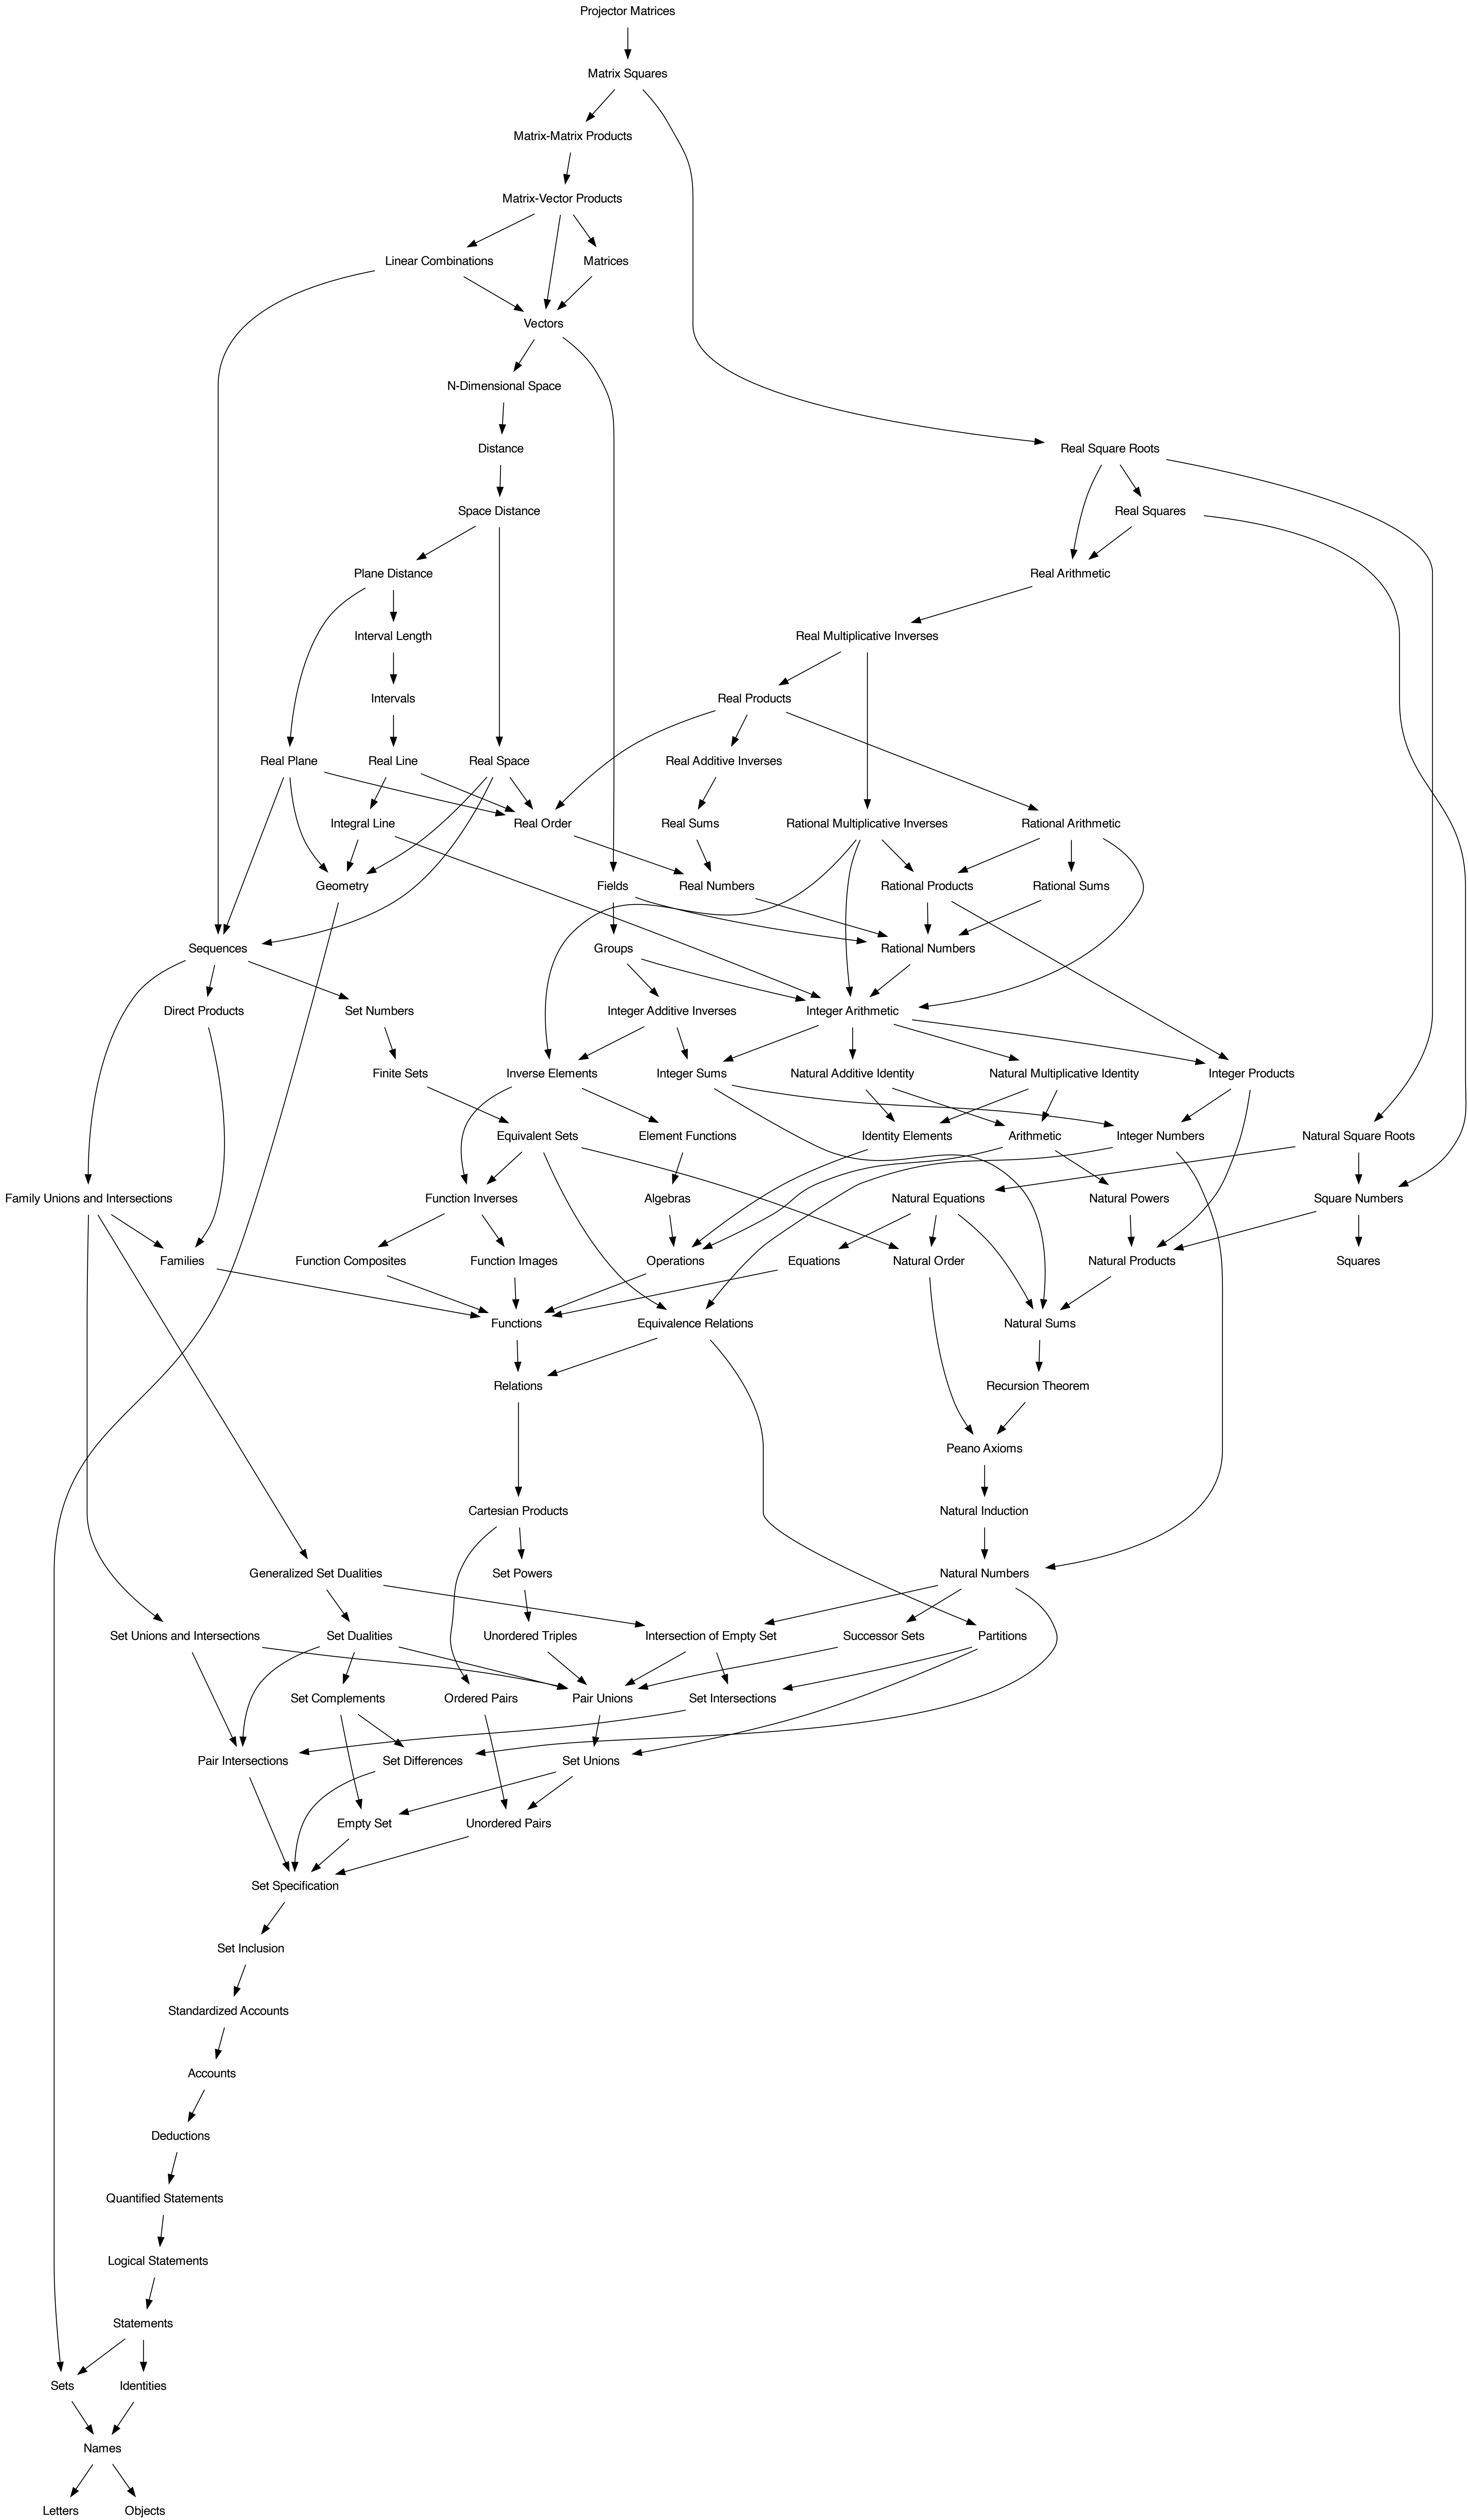 Projector Matrices
Matrix Squares
Matrix-Matrix Products
Matrix-Vector Products
Linear Combinations
Matrices
Vectors
N-Dimensional Space
Distance
Real Square Roots
Space Distance
Real Squares
Plane Distance
Real Arithmetic
Interval Length
Real Multiplicative Inverses
Intervals
Real Products
Real Plane
Real Line
Real Space
Real Additive Inverses
Integral Line
Real Order
Real Sums
Rational Multiplicative Inverses
Rational Arithmetic
Geometry
Fields
Real Numbers
Rational Products
Rational Sums
Sequences
Groups
Rational Numbers
Direct Products
Set Numbers
Integer Additive Inverses
Integer Arithmetic
Finite Sets
Inverse Elements
Integer Sums
Natural Additive Identity
Natural Multiplicative Identity
Integer Products
Equivalent Sets
Element Functions
Identity Elements
Arithmetic
Integer Numbers
Natural Square Roots
Family Unions and Intersections
Function Inverses
Algebras
Natural Equations
Natural Powers
Square Numbers
Families
Function Composites
Function Images
Operations
Equations
Natural Order
Natural Products
Squares
Functions
Equivalence Relations
Natural Sums
Relations
Recursion Theorem
Peano Axioms
Cartesian Products
Natural Induction
Generalized Set Dualities
Set Powers
Natural Numbers
Set Unions and Intersections
Set Dualities
Unordered Triples
Intersection of Empty Set
Successor Sets
Partitions
Set Complements
Ordered Pairs
Pair Unions
Set Intersections
Pair Intersections
Set Differences
Set Unions
Empty Set
Unordered Pairs
Set Specification
Set Inclusion
Standardized Accounts
Accounts
Deductions
Quantified Statements
Logical Statements
Statements
Sets
Identities
Names
Letters
Objects